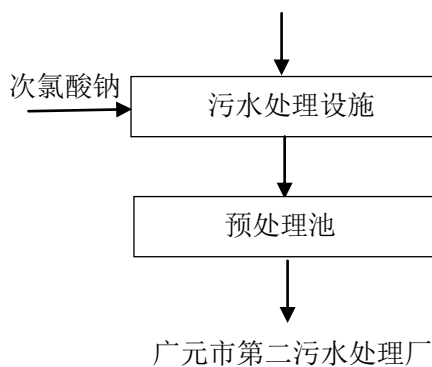 次氯酸钠
污水处理设施
预处理池
广元市第二污水处理厂